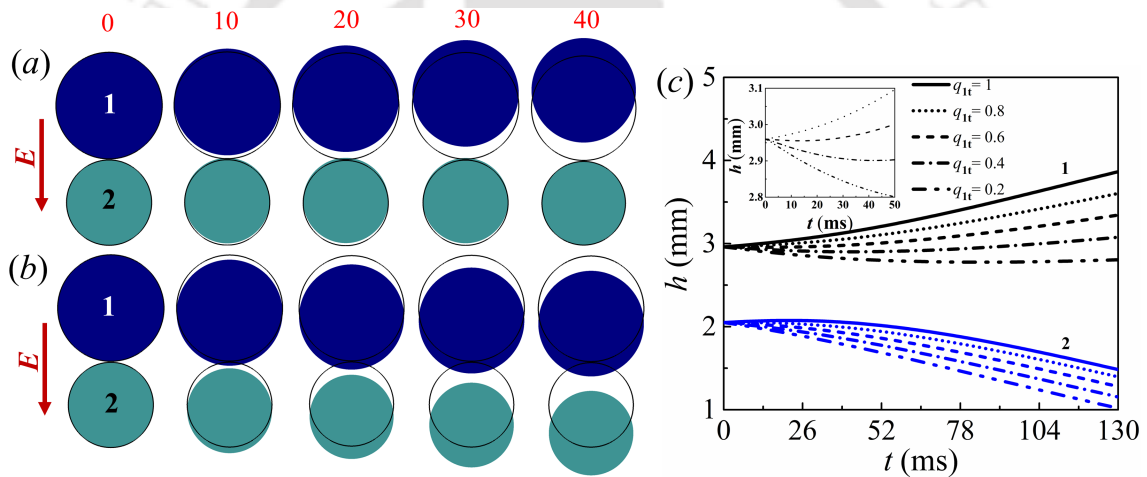 0 10 20 30 40
(a)
1
E
2
(b)
1
E
2
(c)
5
4
3
2
1
h (mm)
0 26 52 78 104 130
t (ms)
3.1
3.0
2.9
2.8
h (mm)
0 10 20 30 40 50
t (ms)
q1t= 1
q1t= 0.8
q1t= 0.6
q1t= 0.4
q1t= 0.2
1
2